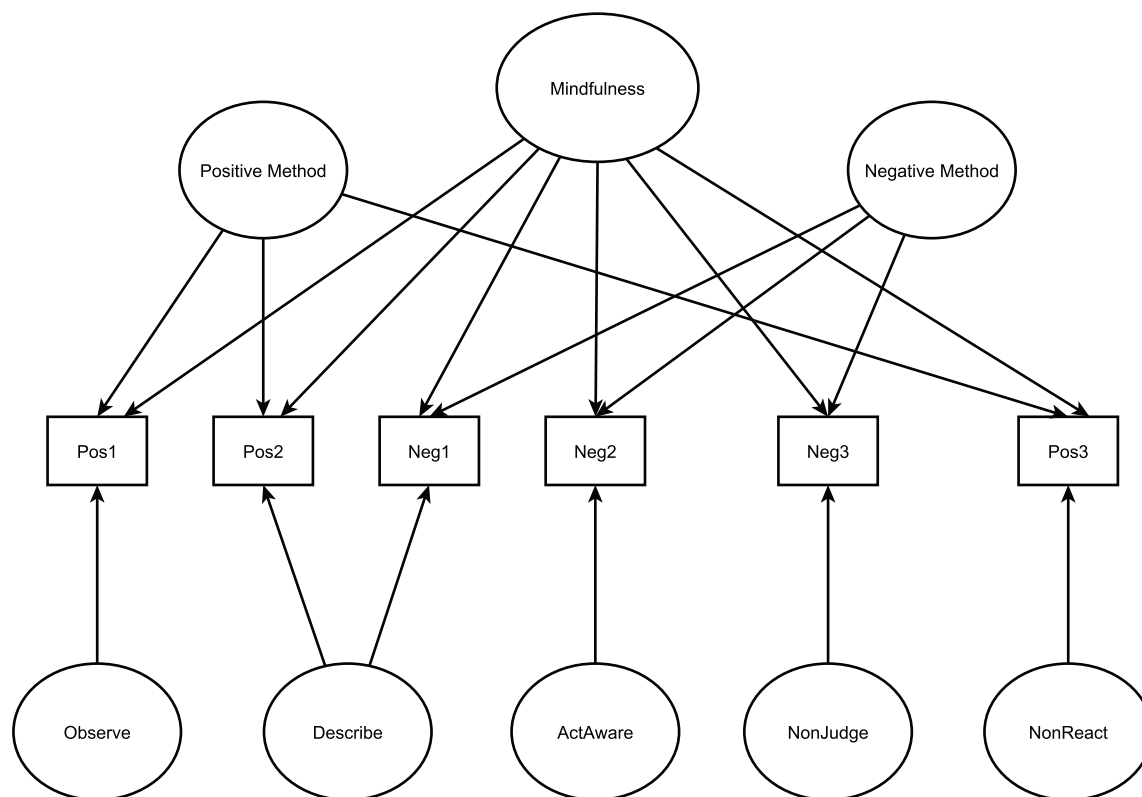 Mindfulness
Positive Method
Negative Method
Pos1
Pos2
Neg1
Neg2
Neg3
Pos3
Observe
Describe
ActAware
NonJudge
NonReact